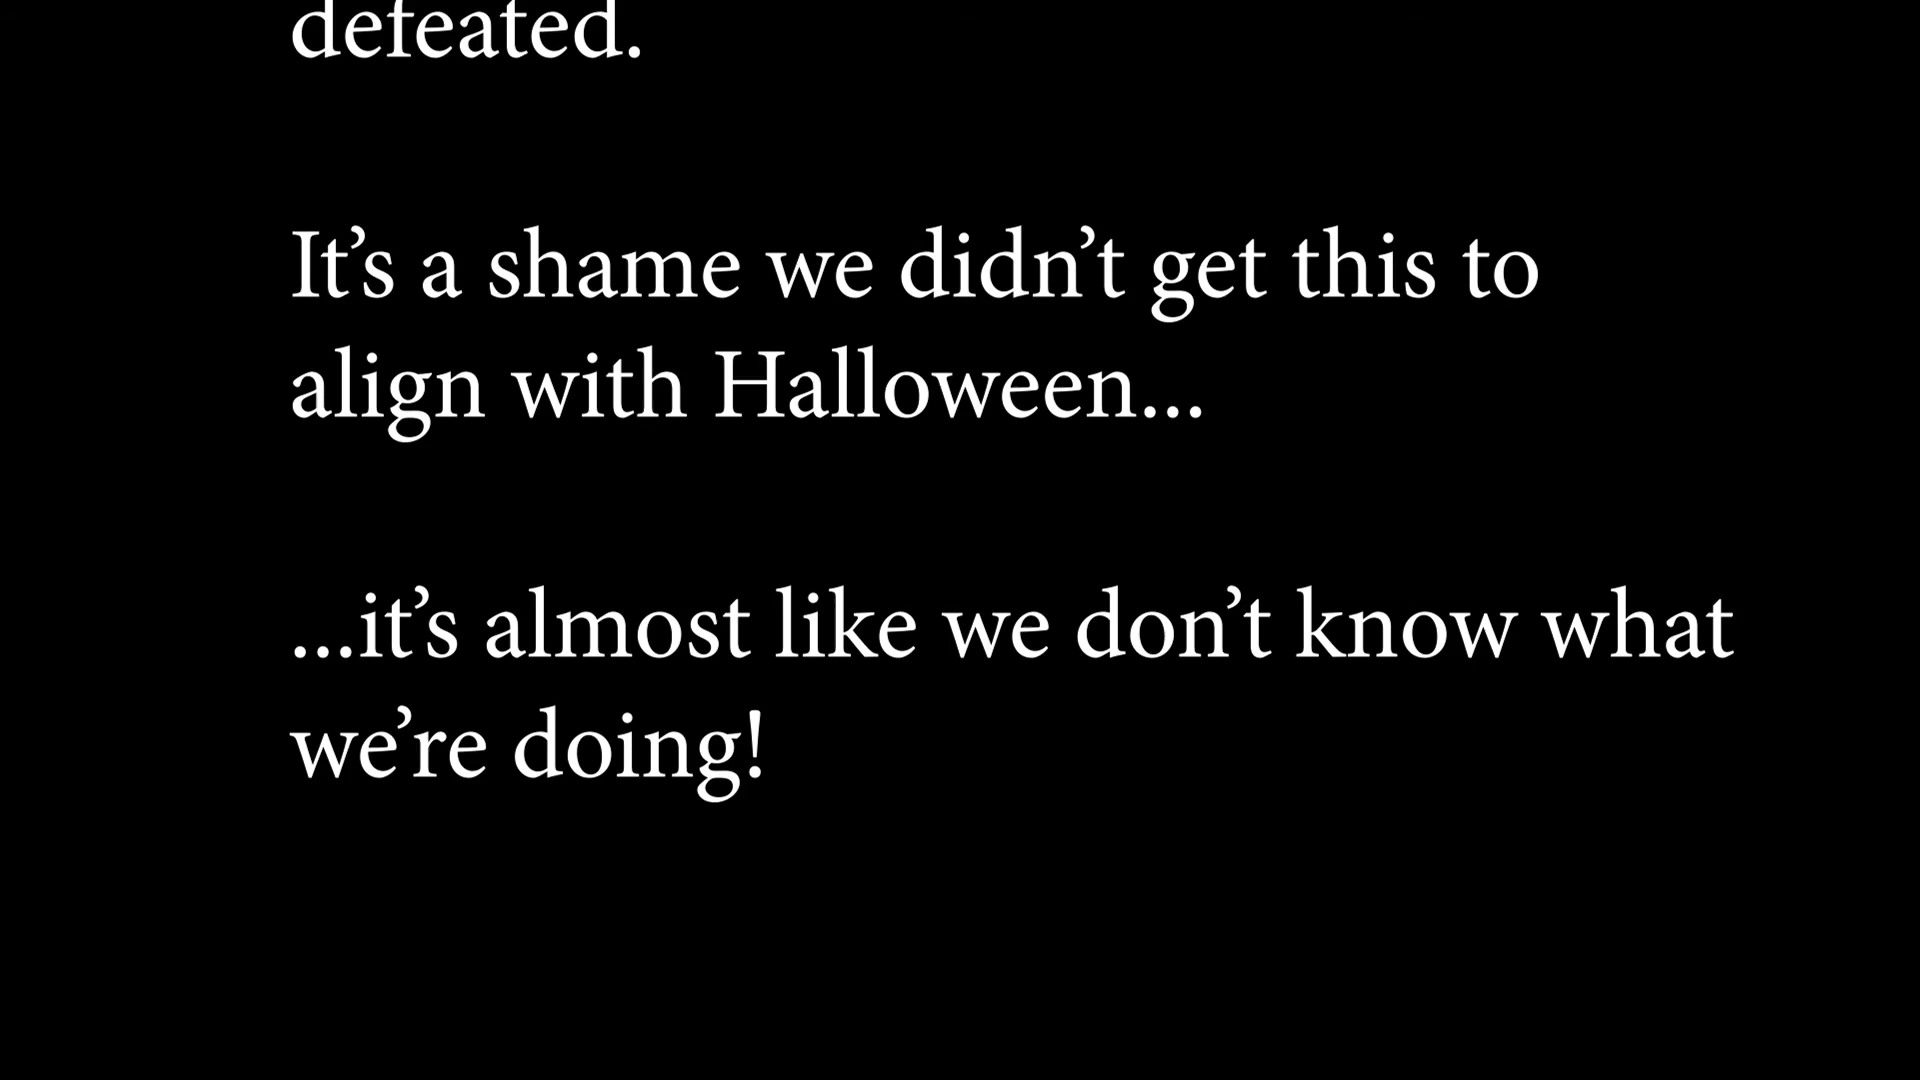 defeated.
It’s a shame we didn’t get this to
align with Halloween...
...it’s almost like we don’t know what
we’re doing!